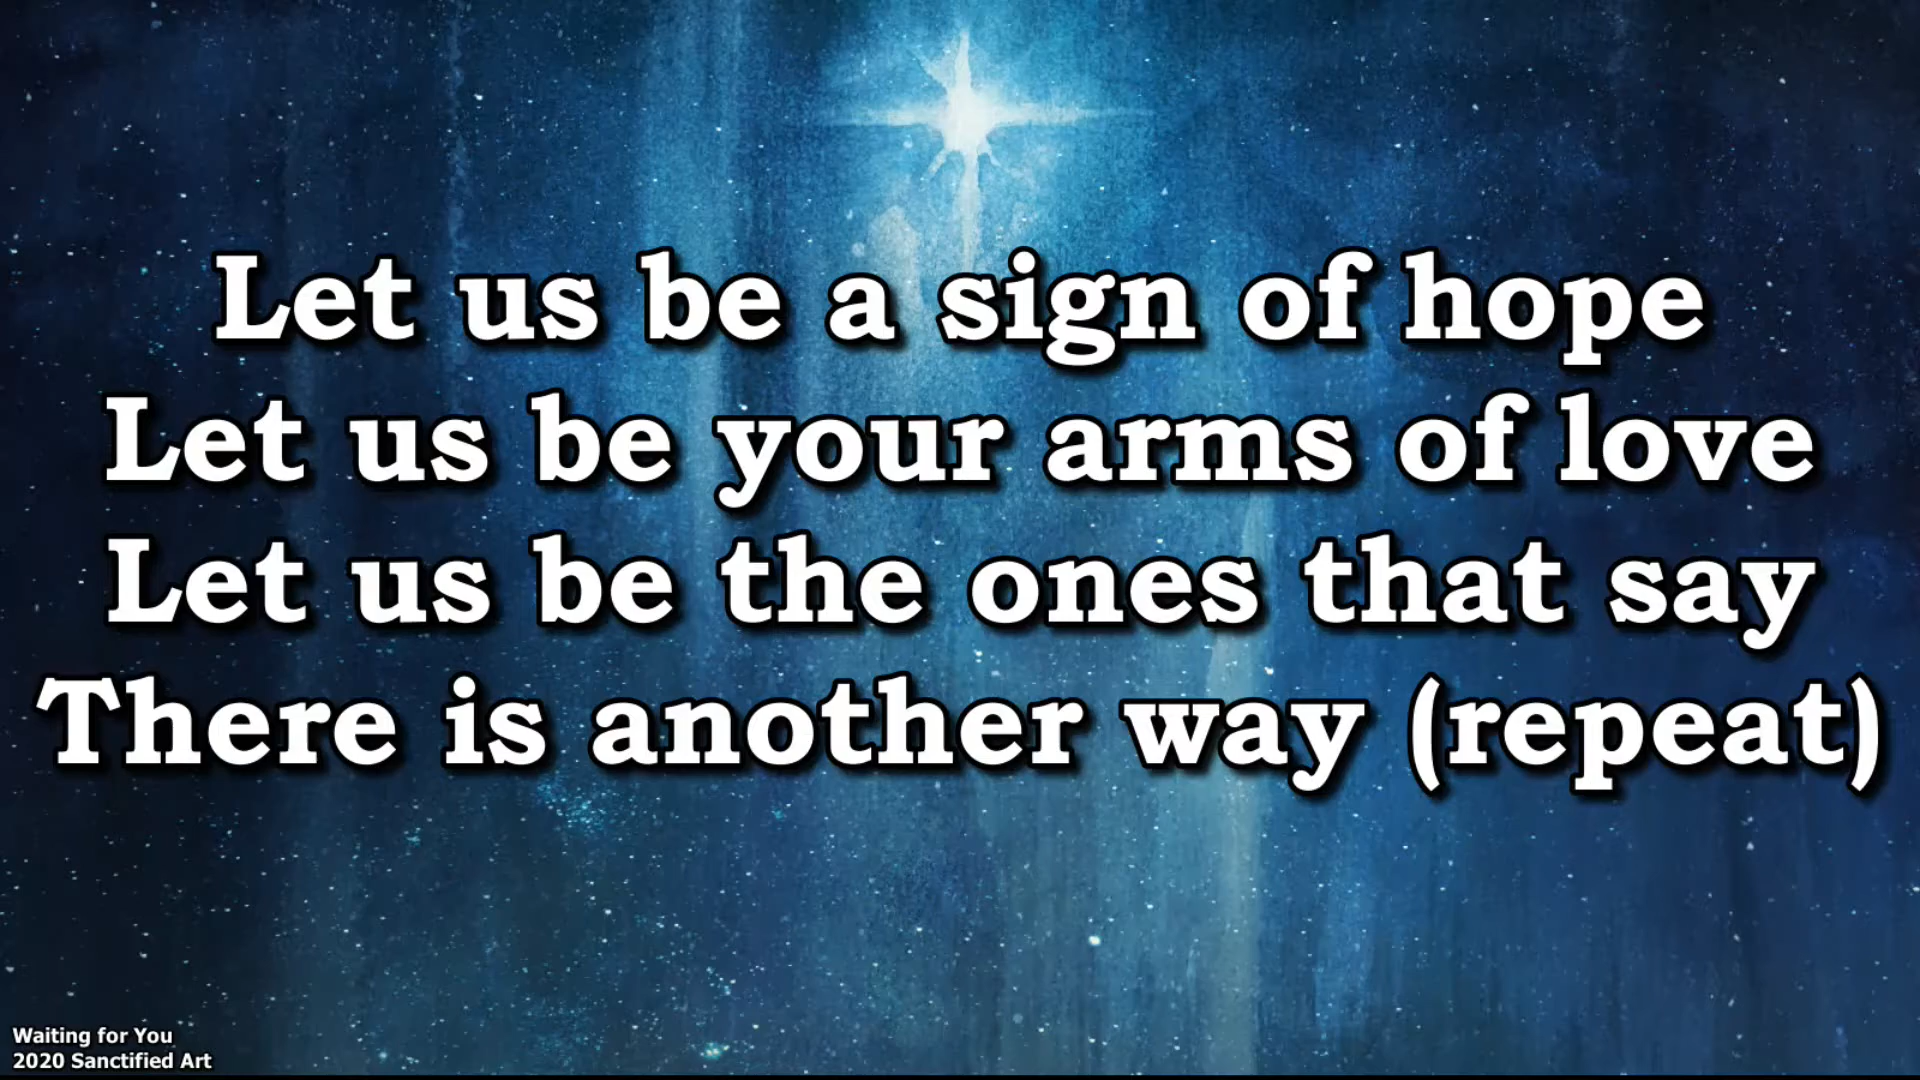 Let us be a sign of hope
Let us be your arms of love
Let us be the ones that say
There is another way (repeat)
Waiting for You
2020 Sanctified Art